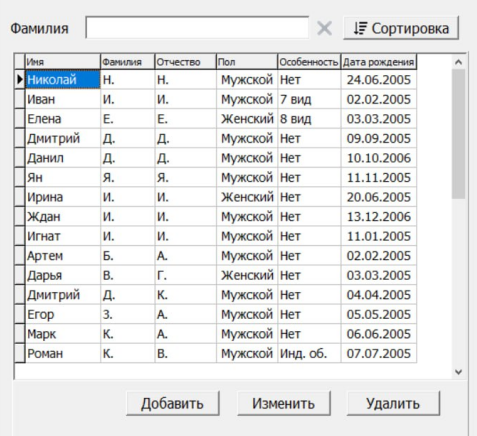 Фамилия Сортировка
Имя Фамилия Отчество Пол Особенность Дата рождения
Николай Н. Н. Мужской Нет 24.06.2005
Иван И. И. Мужской 7 вид 02.02.2005
Елена Е. Е. Женский 8 вид 03.03.2005
Дмитрий Д. Д. Мужской Нет 09.09.2005
Данил Д. Д. Мужской Нет 10.10.2006
Ян Я. Я. Мужской Нет 11.11.2005
Ирина И. И. Женский Нет 20.06.2005
Ждан И. И. Мужской Нет 13.12.2006
Игнат И. И. Мужской Нет 11.01.2005
Артем Б. А. Мужской Нет 02.02.2005
Дарья В. Г. Женский Нет 03.03.2005
Дмитрий Д. К. Мужской Нет 04.04.2005
Егор З. А. Мужской Нет 05.05.2005
Марк К. А. Мужской Нет 06.06.2005
Роман К. В. Мужской Инд. об. 07.07.2005
Добавить Изменить Удалить